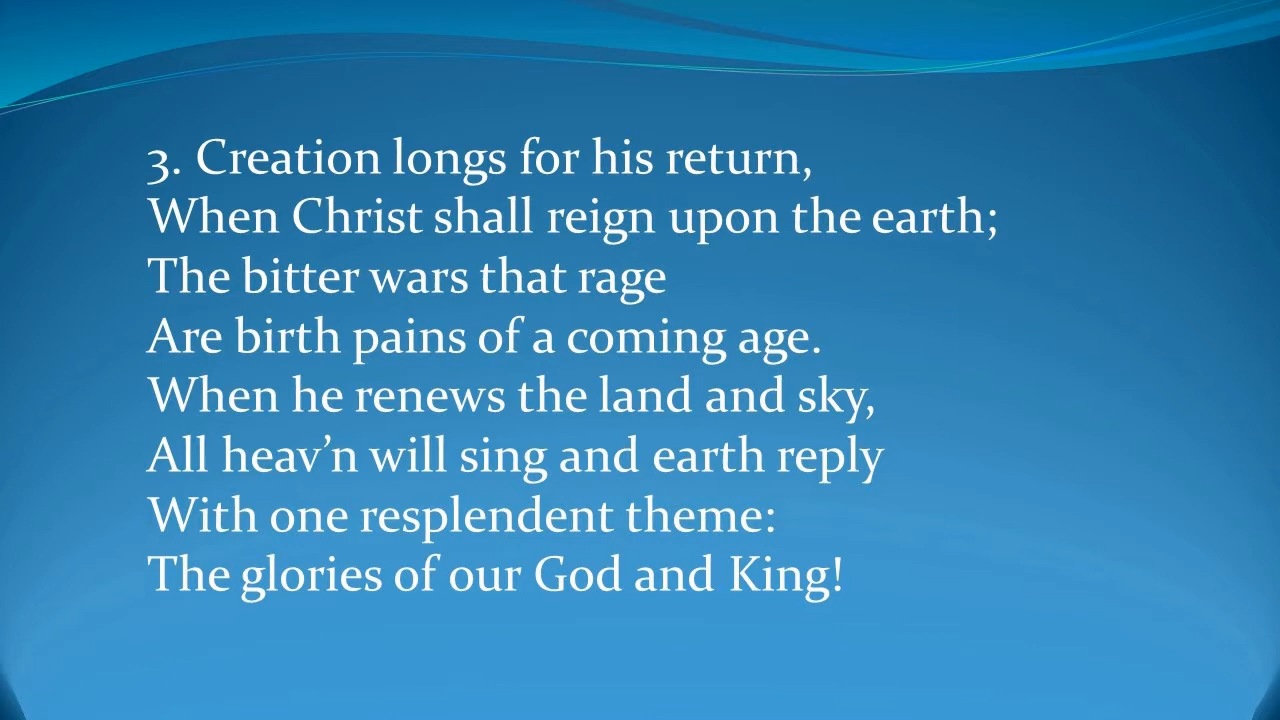 3. Creation longs for his return,
When Christ shall reign upon the earth;
The bitter wars that rage
Are birth pains of a coming age.
When he renews the land and sky,
All heav’n will sing and earth reply
With one resplendent theme:
The glories of our God and King!